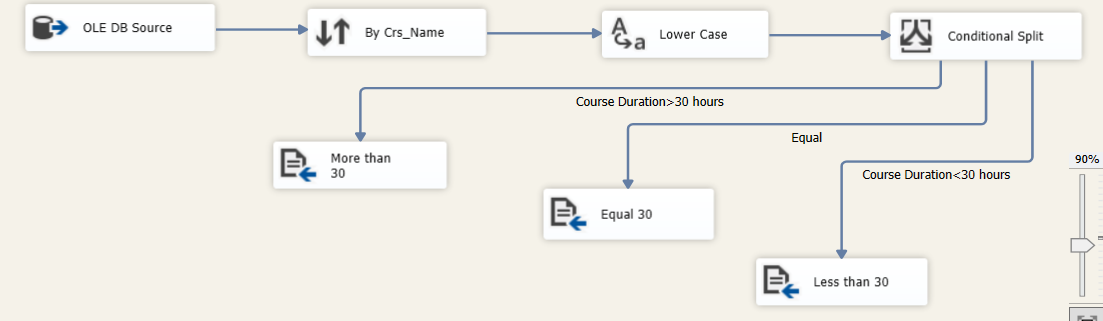 OLE DB Source
By Crs_Name
A
a
Lower Case
Conditional Split
Course Duration>30 hours
More than
30
Equal
90%
Course Duration<30 hours
Equal 30
Less than 30